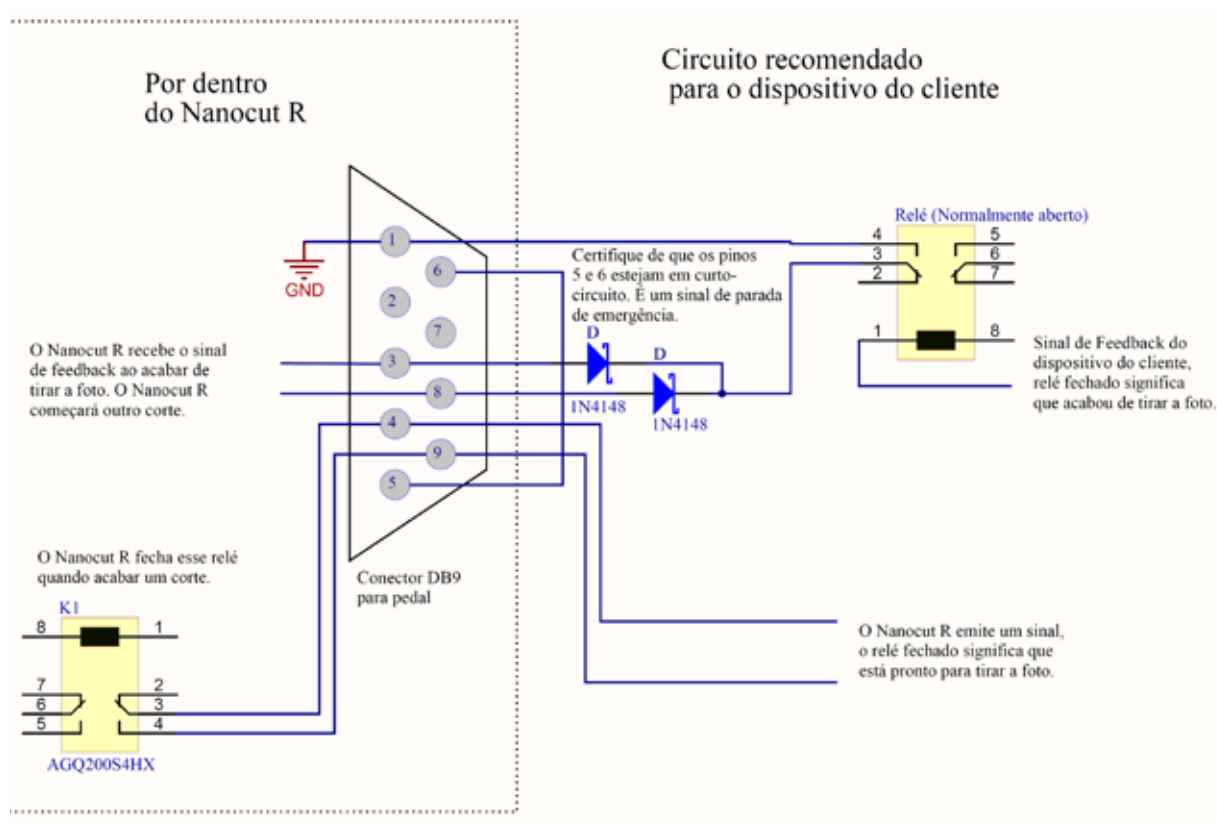 Por dentro
do Nanocut R
Circuito recomendado
para o dispositivo do cliente
Relé (Normalmente aberto)
4
3
2
5
6
7
1
8
1
6
2
7
3
8
4
9
5
GND
Certifique de que os pinos
5 e 6 estejam em curto-
circuito. É um sinal de parada
de emergência.
D
D
1N4148
1N4148
O Nanocut R recebe o sinal
de feedback ao acabar de
tirar a foto. O Nanocut R
começará outro corte.
Sinal de Feedback do
dispositivo do cliente,
relé fechado significa
que acabou de tirar a foto.
O Nanocut R fecha esse relé
quando acabar um corte.
Conector DB9
para pedal
K1
8
1
7
6
5
2
3
4
AGQ200S4HX
O Nanocut R emite um sinal,
o relé fechado significa que
está pronto para tirar a foto.